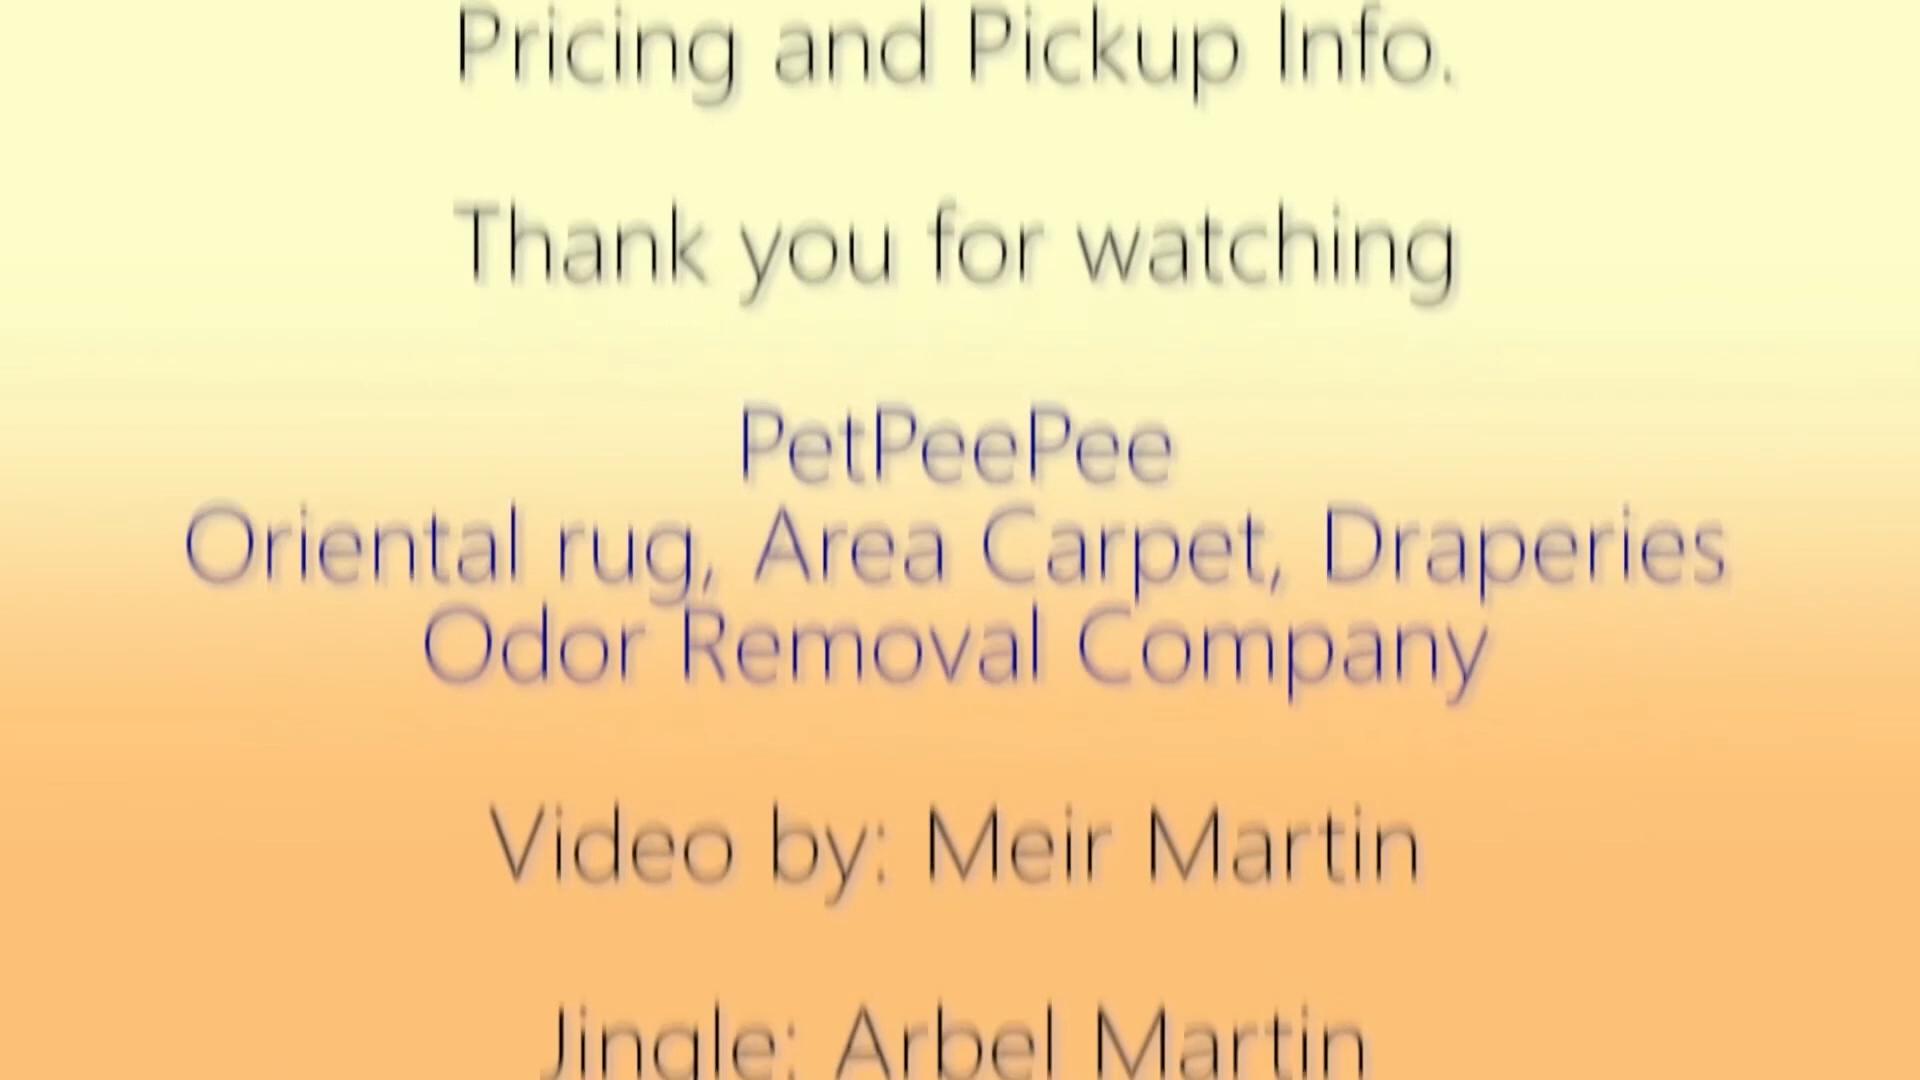 Pricing and Pickup Info.
Thank you for watching
PetPeePee
Oriental rug, Area Carpet, Draperies
Odor Removal Company
Video by: Meir Martin
Jingle: Arbel Martin